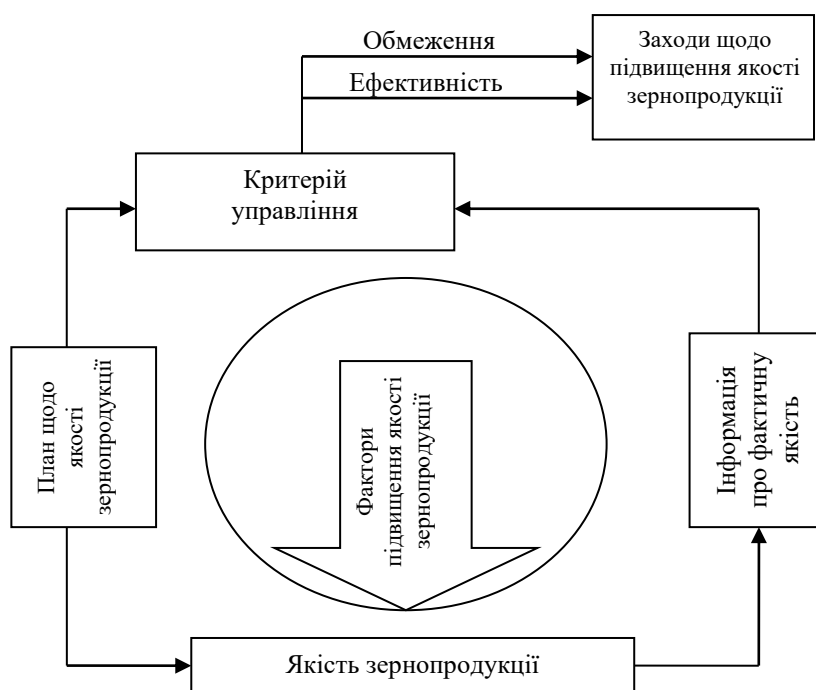 Обмеження
Ефективність
Заходи щодо
підвищення якості
зернопродукції
Критерій
управління
План щодо
якості
зернопродукції
Фактори
підвищення якості
зернопродукції
Інформація
про фактичну
якість
Якість зернопродукції